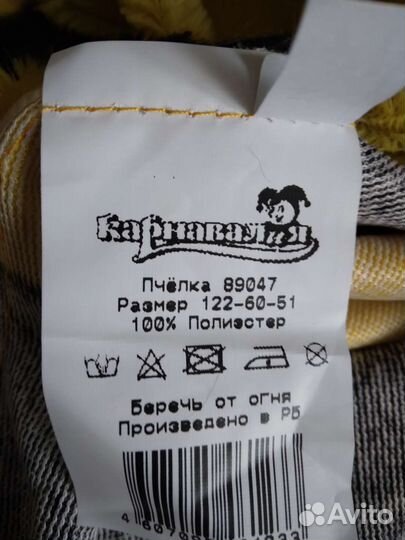 карнавалия
Пчёлка 89047
Размер 122-60-51
100% Полиэстер
Беречь от огня
Произведено в РБ
Avito